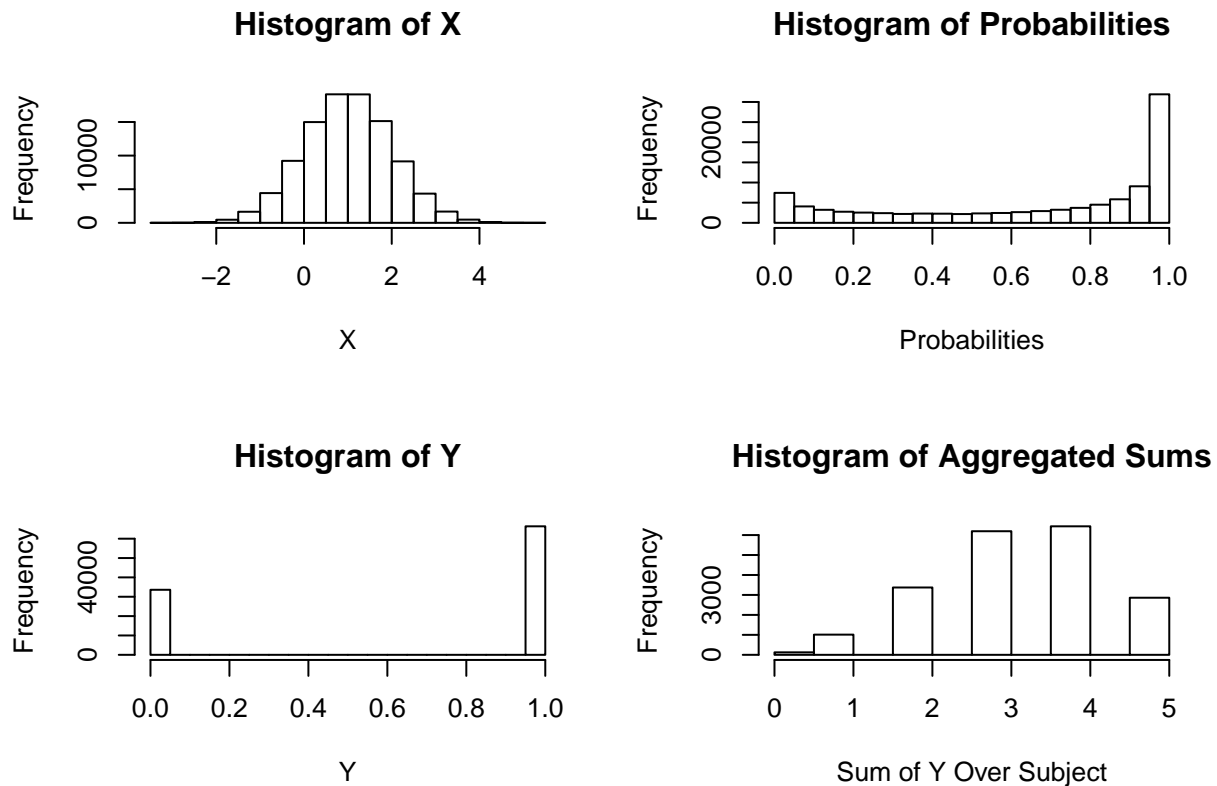 Histogram of X
Frequency
0 10000
−2 0 2 4
X
Histogram of Probabilities
Frequency
0 20000
0.0 0.2 0.4 0.6 0.8 1.0
Probabilities
Histogram of Y
Frequency
0 40000
0.0 0.2 0.4 0.6 0.8 1.0
Y
Histogram of Aggregated Sums
Frequency
0 3000
0 1 2 3 4 5
Sum of Y Over Subject